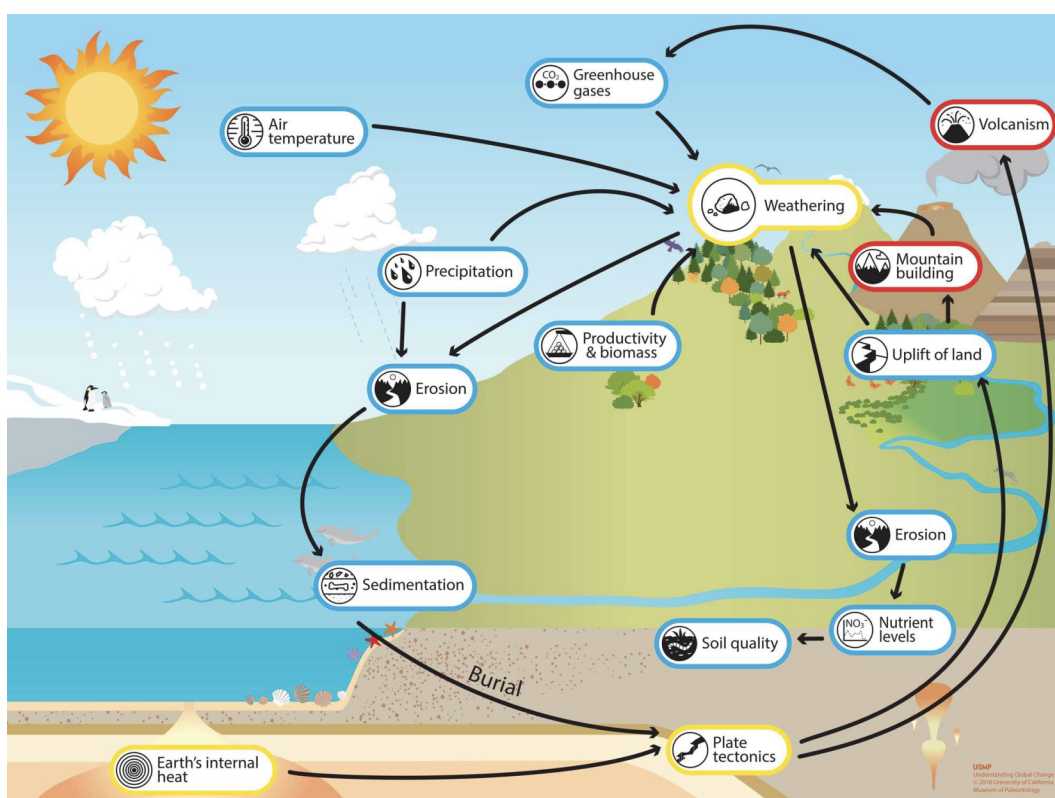 CO₂
Greenhouse
gases
Volcanism
Air
temperature
Weathering
Precipitation
Mountain
building
Productivity
& biomass
Uplift of land
Erosion
Erosion
Sedimentation
NO₃⁻
Nutrient
levels
Soil quality
Burial
Plate
tectonics
Earth's internal
heat
UGMP
Understanding Global Change
© 2018 University of California
Museum of Paleontology